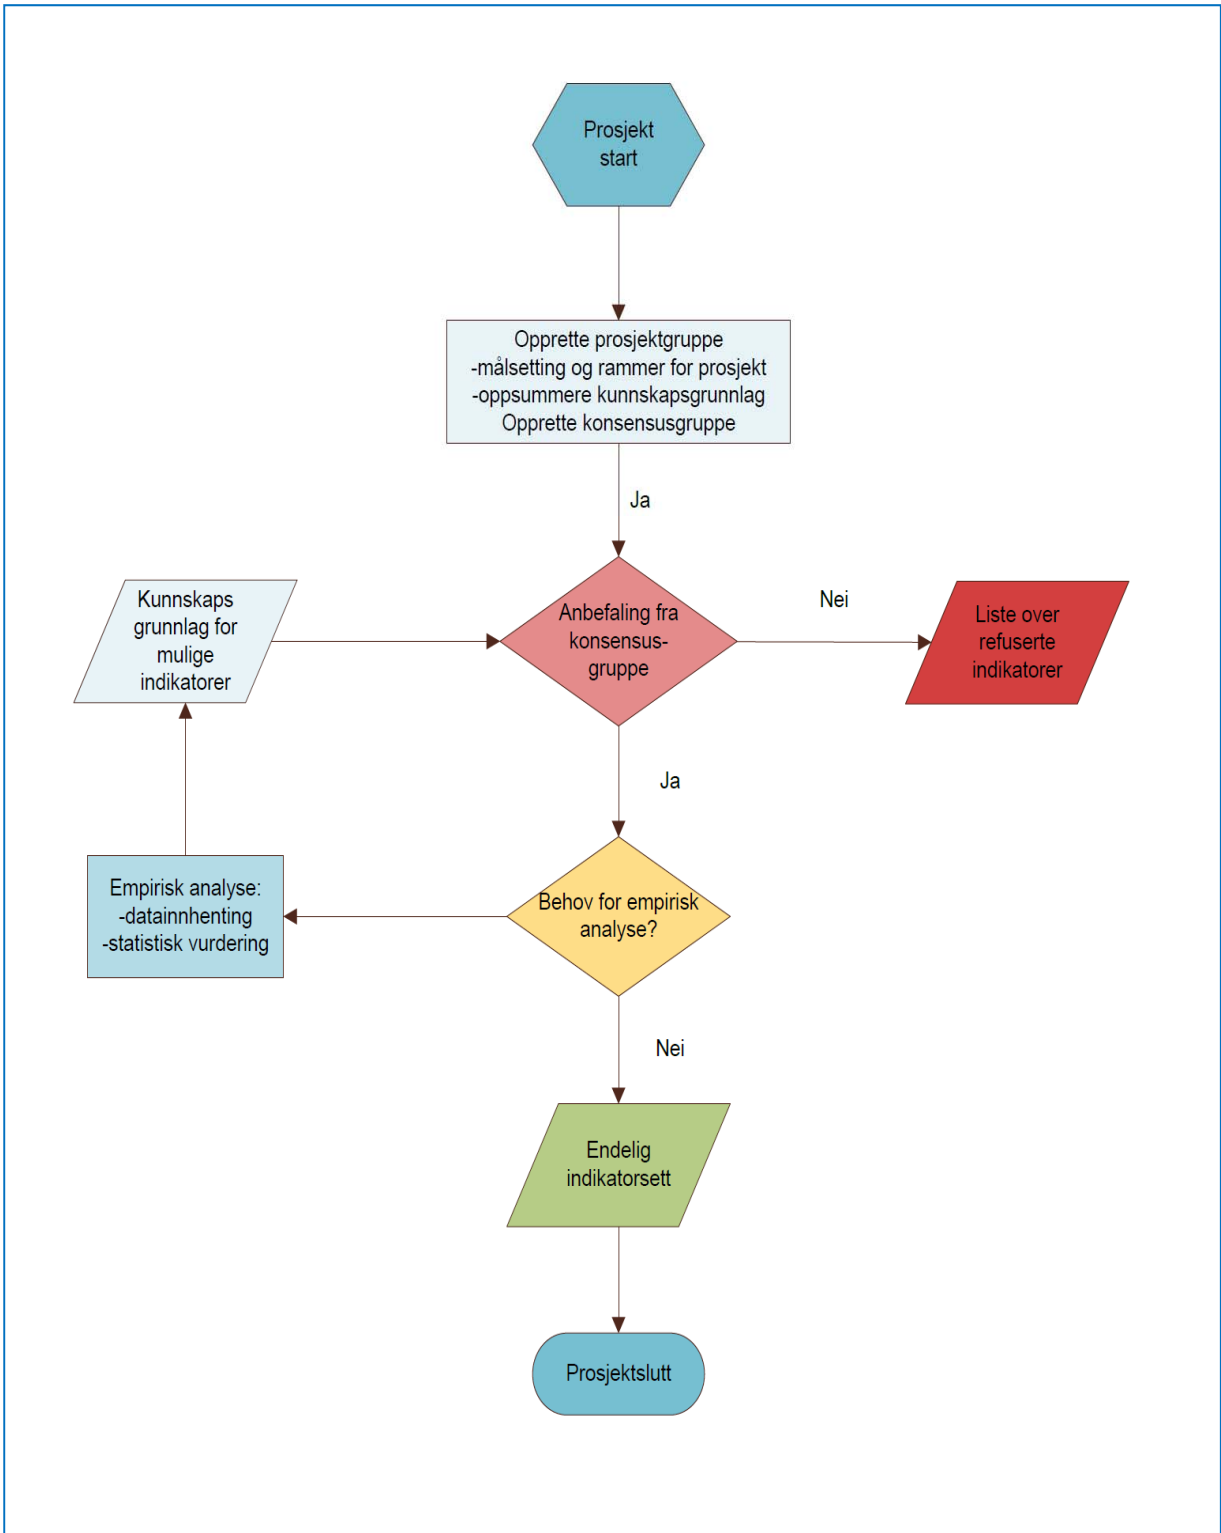 Prosjekt
start
Opprette prosjektgruppe
-målsetting og rammer for prosjekt
-oppsummere kunnskapsgrunnlag
Opprette konsensusgruppe
Ja
Kunnskaps
grunnlag for
mulige
indikatorer
Anbefaling fra
konsensus-
gruppe
Nei
Liste over
refuserte
indikatorer
Ja
Empirisk analyse:
-datainnhenting
-statistisk vurdering
Behov for empirisk
analyse?
Nei
Endelig
indikatorsett
Prosjektslutt